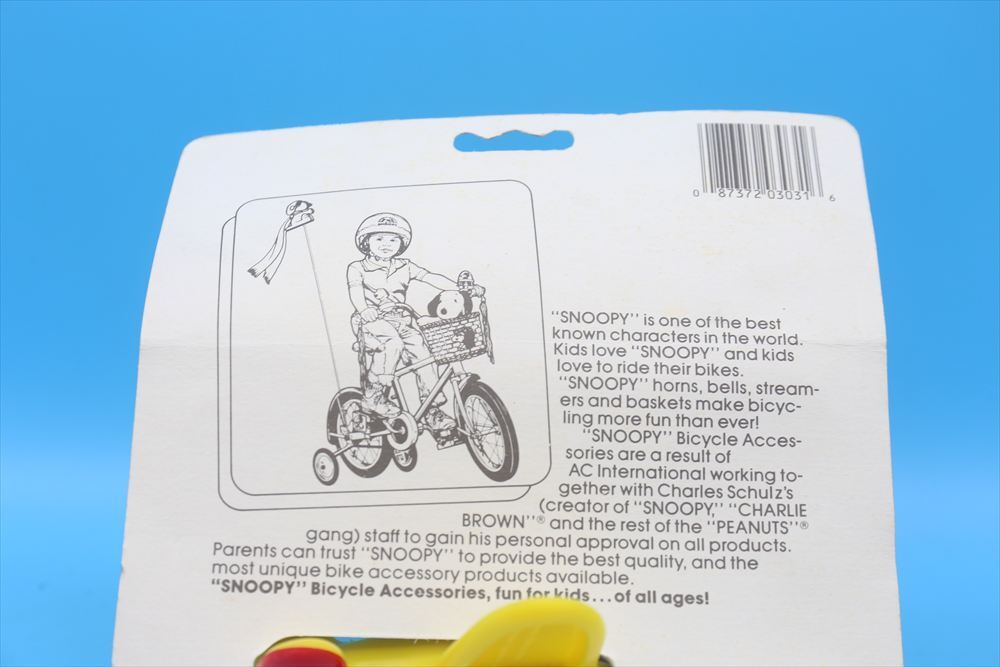 0 87372 03031 6
"SNOOPY" is one of the best
known characters in the world.
Kids love "SNOOPY" and kids
love to ride their bikes.
"SNOOPY" horns, bells, stream-
ers and baskets make bicyc-
ling more fun than ever!
"SNOOPY" Bicycle Acces-
sories are a result of
AC International working to-
gether with Charles Schulz's
(creator of "SNOOPY," "CHARLIE
BROWN"® and the rest of the "PEANUTS"®
gang) staff to gain his personal approval on all products.
Parents can trust "SNOOPY" to provide the best quality, and the
most unique bike accessory products available.
"SNOOPY" Bicycle Accessories, fun for kids...of all ages!